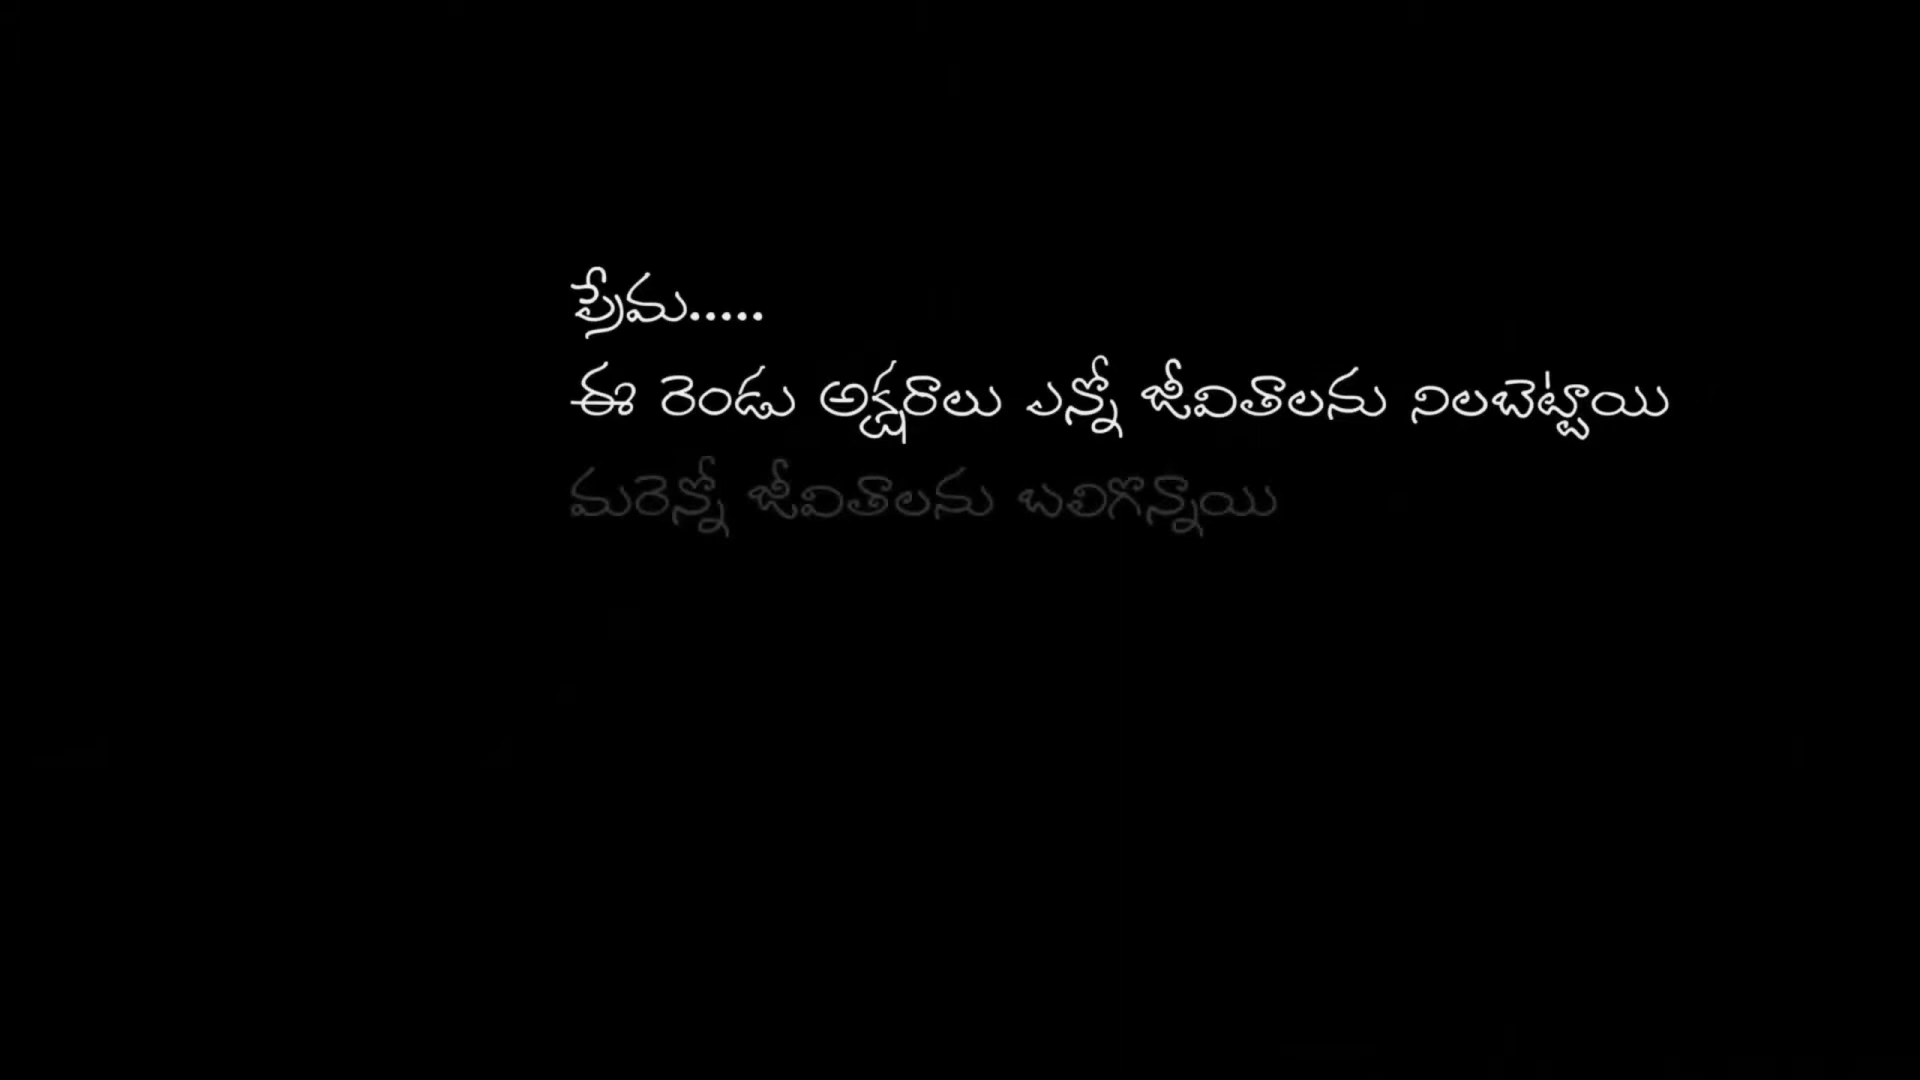 ప్రేమ.....
ఈ రెండు అక్షరాలు ఎన్నో జీవితాలను నిలబెట్టాయి
మరెన్నో జీవితాలను బలిగొన్నాయి